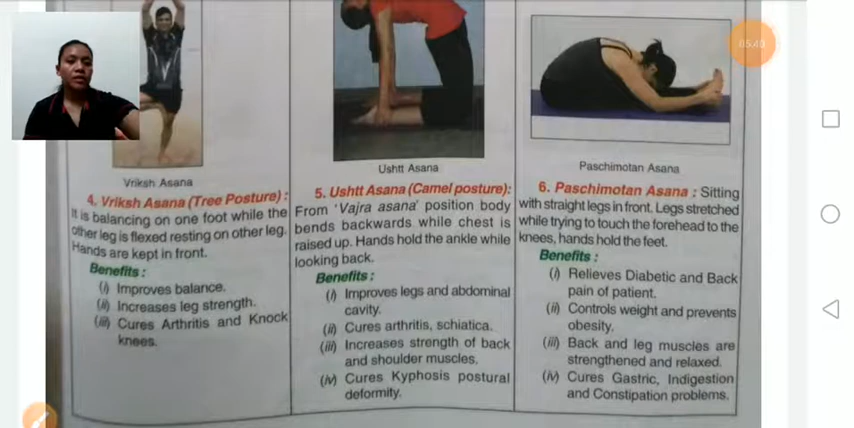 05:40
Vriksh Asana
4. Vriksh Asana (Tree Posture) :
It is balancing on one foot while the
other leg is flexed resting on other leg.
Hands are kept in front.
Benefits :
(i) Improves balance.
(ii) Increases leg strength.
(iii) Cures Arthritis and Knock
knees.
Ushtt Asana
5. Ushtt Asana (Camel posture):
From 'Vajra asana' position body
bends backwards while chest is
raised up. Hands hold the ankle while
looking back.
Benefits :
(i) Improves legs and abdominal
cavity.
(ii) Cures arthritis, schiatica.
(iii) Increases strength of back
and shoulder muscles.
(iv) Cures Kyphosis postural
deformity.
Paschimotan Asana
6. Paschimotan Asana : Sitting
with straight legs in front. Legs stretched
while trying to touch the forehead to the
knees, hands hold the feet.
Benefits :
(i) Relieves Diabetic and Back
pain of patient.
(ii) Controls weight and prevents
obesity.
(iii) Back and leg muscles are
strengthened and relaxed.
(iv) Cures Gastric, Indigestion
and Constipation problems.